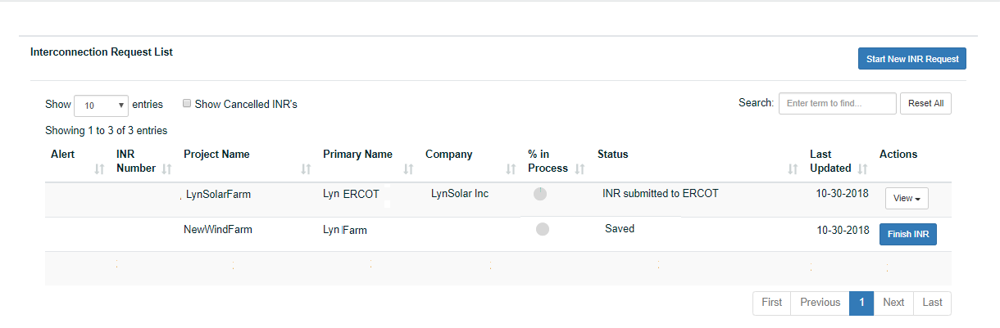 Interconnection Request List
Start New INR Request
Show 10 entries Show Cancelled INR's
Search: Enter term to find... Reset All
Showing 1 to 3 of 3 entries
Alert INR Number Project Name Primary Name Company % in Process Status Last Updated Actions
LynSolarFarm Lyn ERCOT LynSolar Inc INR submitted to ERCOT 10-30-2018 View
NewWindFarm Lyn Farm Saved 10-30-2018 Finish INR
First Previous 1 Next Last